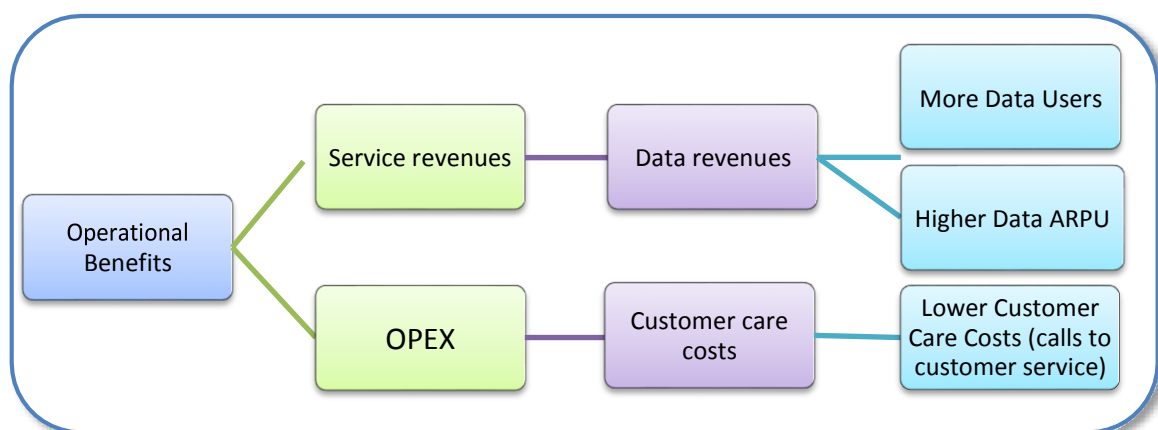 Operational
Benefits
Service revenues
Data revenues
More Data Users
Higher Data ARPU
OPEX
Customer care
costs
Lower Customer
Care Costs (calls to
customer service)